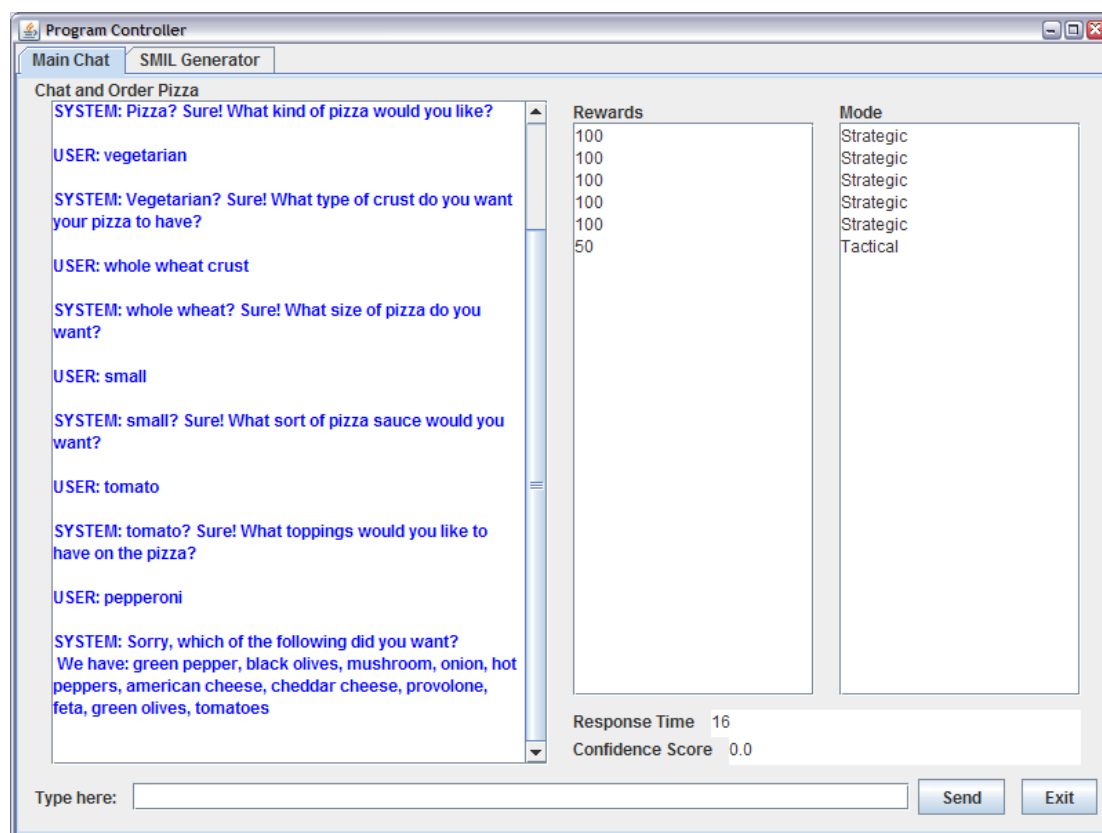 Program Controller
Main Chat
SMIL Generator
Chat and Order Pizza
SYSTEM: Pizza? Sure! What kind of pizza would you like?
USER: vegetarian
SYSTEM: Vegetarian? Sure! What type of crust do you want
your pizza to have?
USER: whole wheat crust
SYSTEM: whole wheat? Sure! What size of pizza do you
want?
USER: small
SYSTEM: small? Sure! What sort of pizza sauce would you
want?
USER: tomato
SYSTEM: tomato? Sure! What toppings would you like to
have on the pizza?
USER: pepperoni
SYSTEM: Sorry, which of the following did you want?
We have: green pepper, black olives, mushroom, onion, hot
peppers, american cheese, cheddar cheese, provolone,
feta, green olives, tomatoes
Rewards
100
100
100
100
100
50
Mode
Strategic
Strategic
Strategic
Strategic
Strategic
Tactical
Response Time 16
Confidence Score 0.0
Type here:
Send
Exit